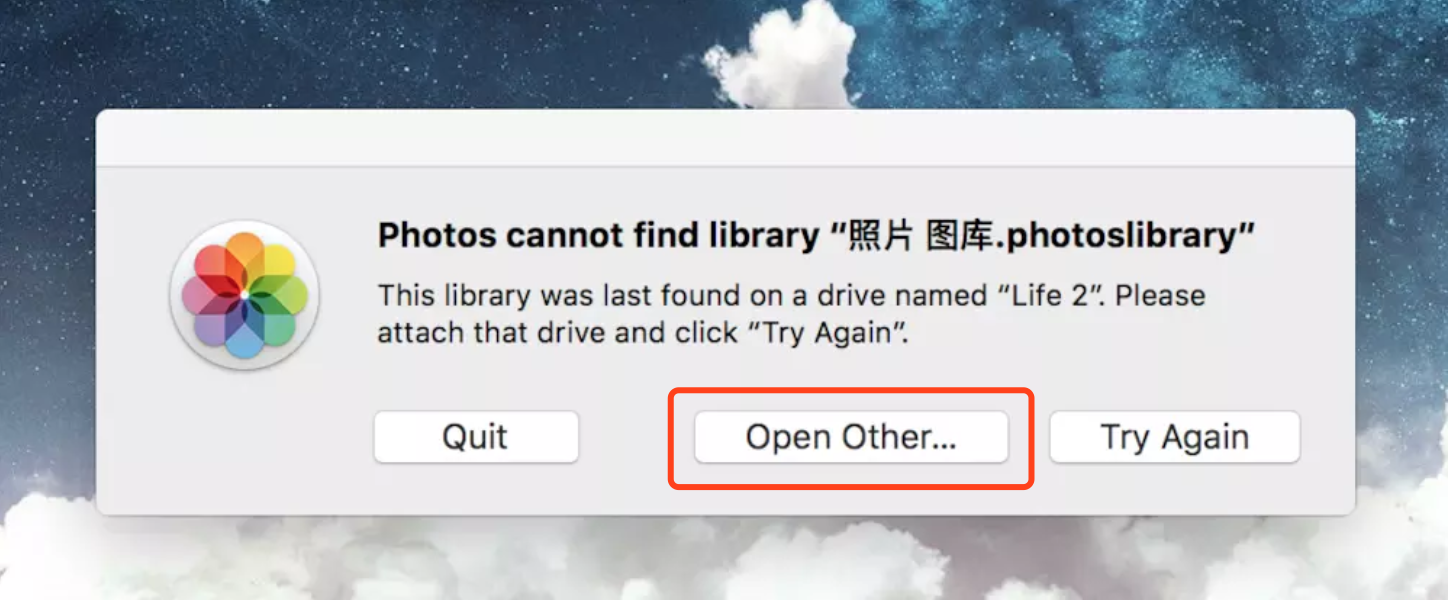 Photos cannot find library “照片 图库.photoslibrary”
This library was last found on a drive named “Life 2”. Please
attach that drive and click “Try Again”.
Quit
Open Other...
Try Again